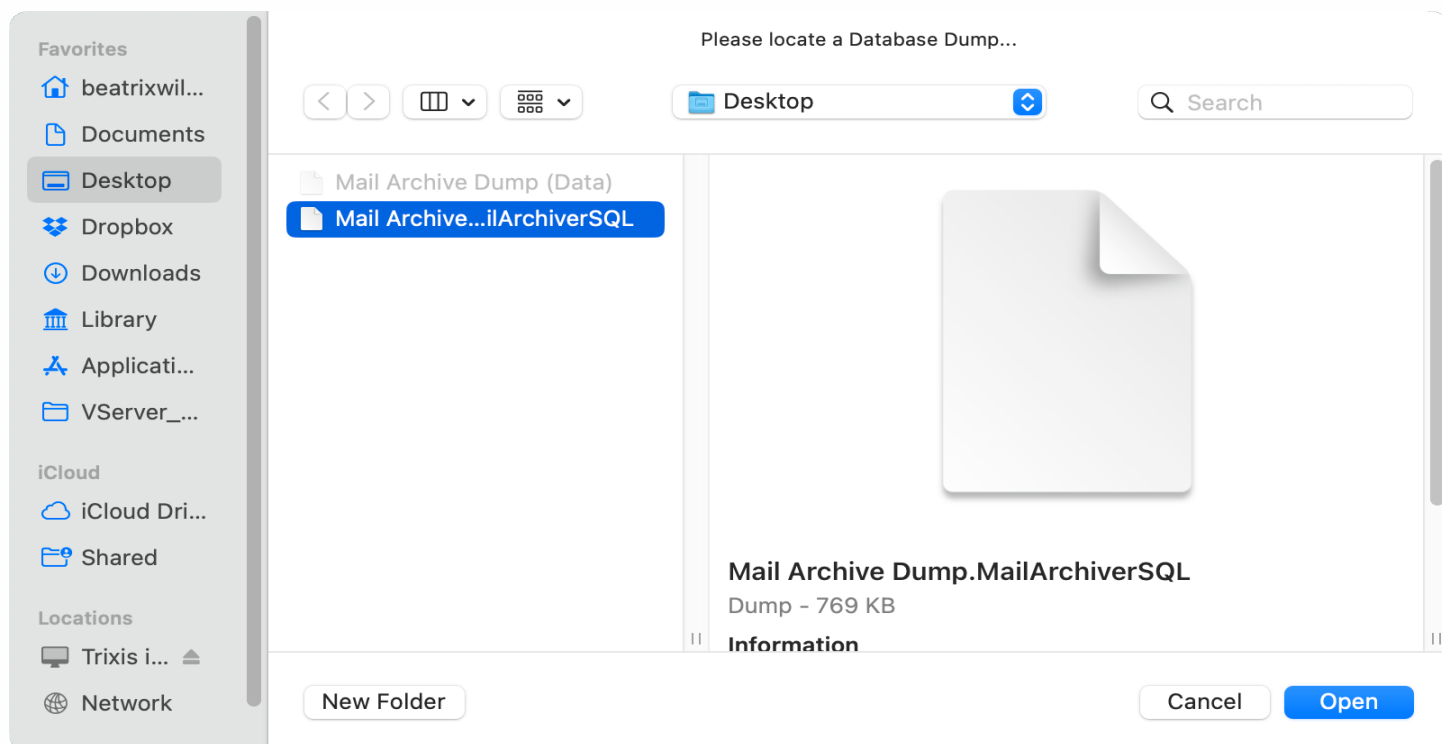 Please locate a Database Dump...
Favorites
beatrixwil...
Documents
Desktop
Dropbox
Downloads
Library
Applicati...
VServer_...
iCloud
iCloud Dri...
Shared
Locations
Trixis i...
Network
Desktop
Search
Mail Archive Dump (Data)
Mail Archive...ilArchiverSQL
Mail Archive Dump.MailArchiverSQL
Dump - 769 KB
Information
New Folder
Cancel
Open